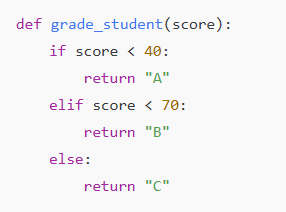 def grade_student(score):
    if score < 40:
        return "A"
    elif score < 70:
        return "B"
    else:
        return "C"